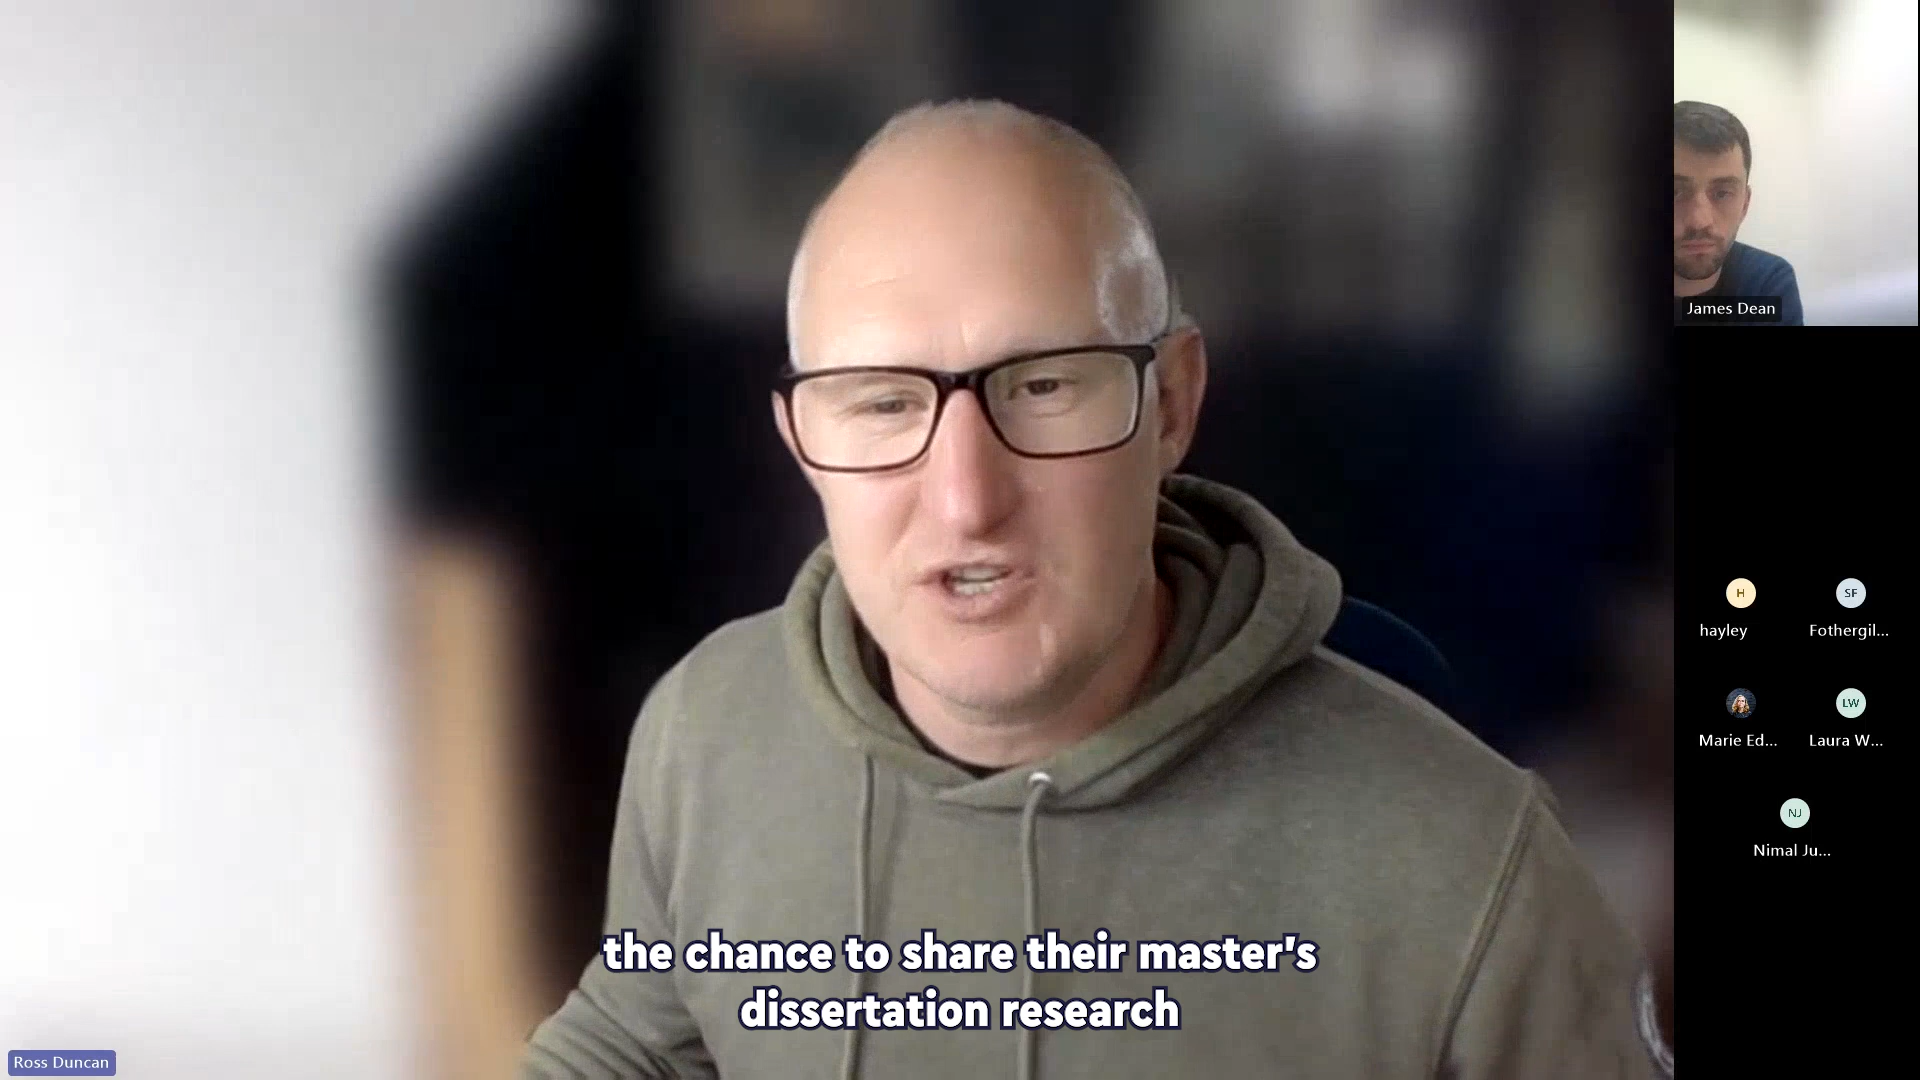 James Dean
H
SF
hayley
Fothergil...
LW
Marie Ed...
Laura W...
NJ
Nimal Ju...
the chance to share their master's
dissertation research
Ross Duncan